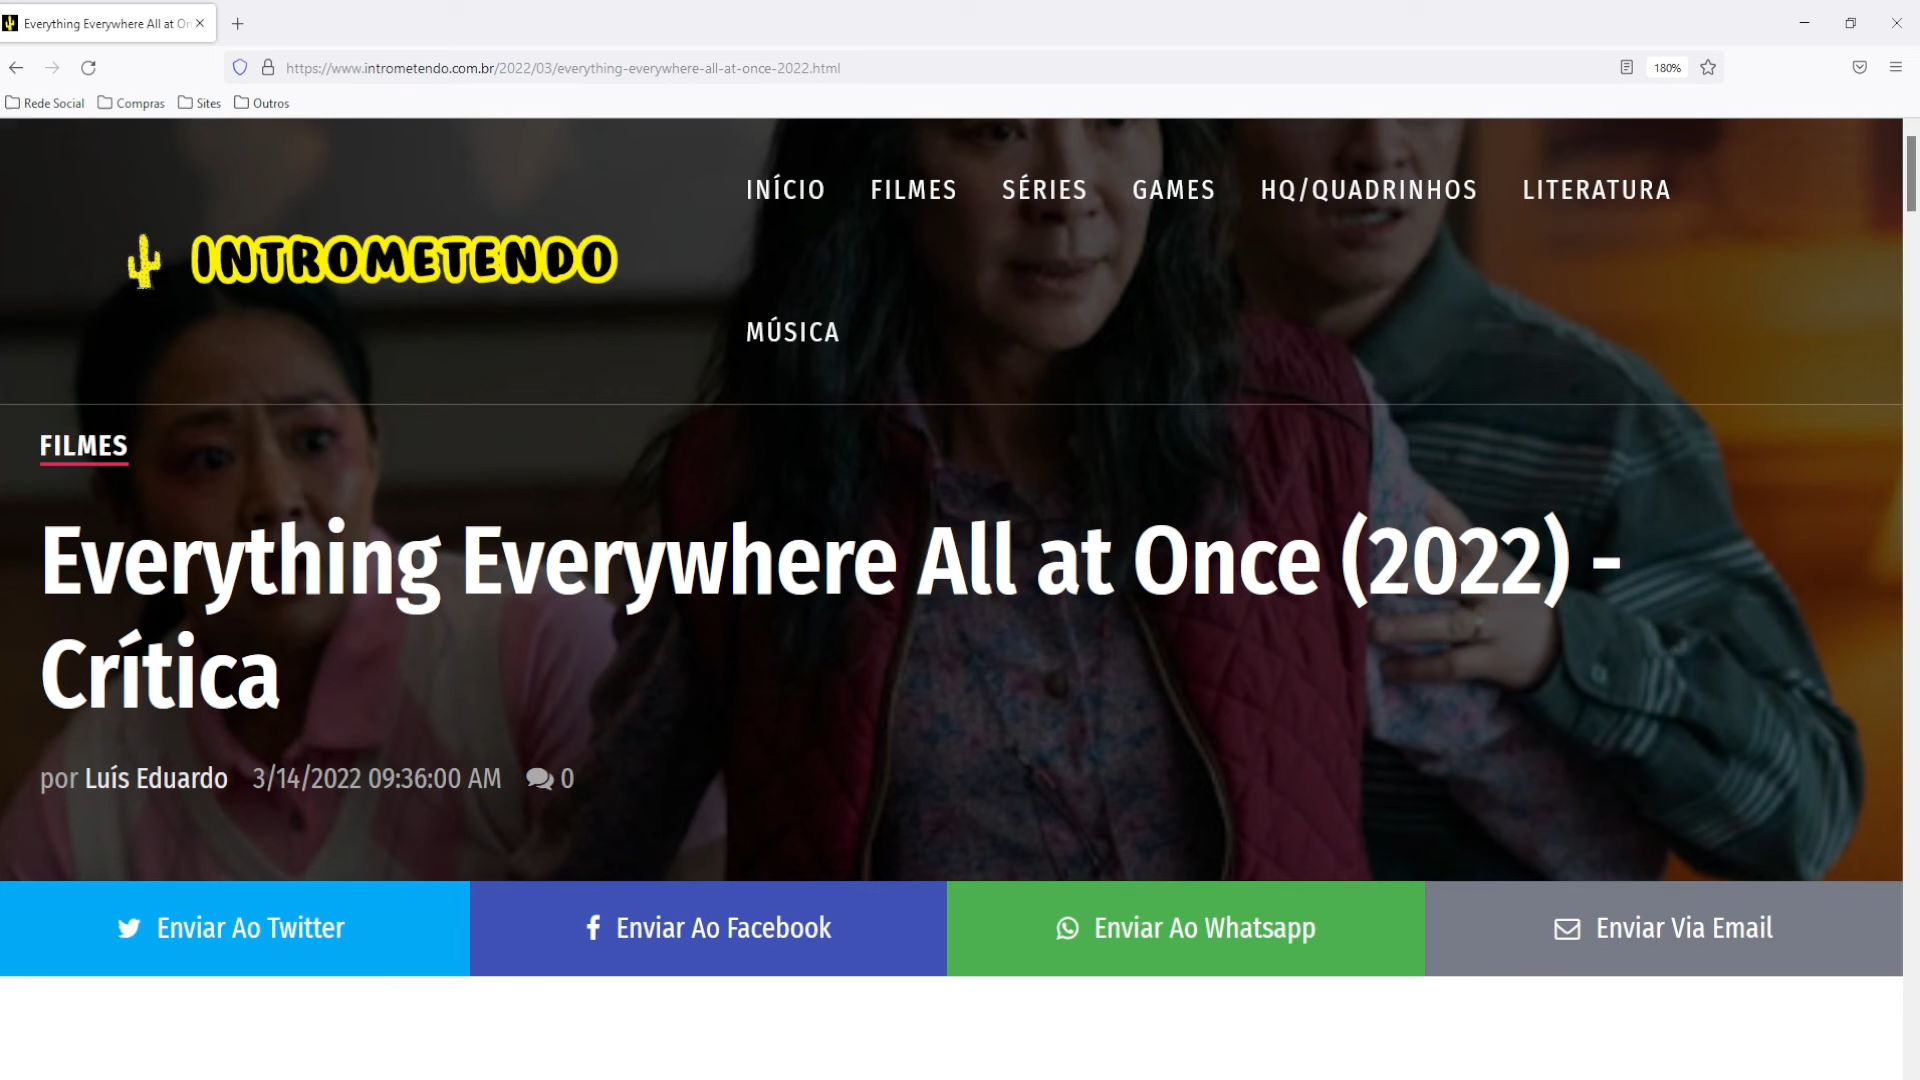 Everything Everywhere All at On
https://www.intrometendo.com.br/2022/03/everything-everywhere-all-at-once-2022.html
180%
Rede Social
Compras
Sites
Outros
INÍCIO
FILMES
SÉRIES
GAMES
HQ/QUADRINHOS
LITERATURA
INTROMETENDO
MÚSICA
FILMES
Everything Everywhere All at Once (2022) -
Crítica
por Luís Eduardo 3/14/2022 09:36:00 AM 0
Enviar Ao Twitter
Enviar Ao Facebook
Enviar Ao Whatsapp
Enviar Via Email